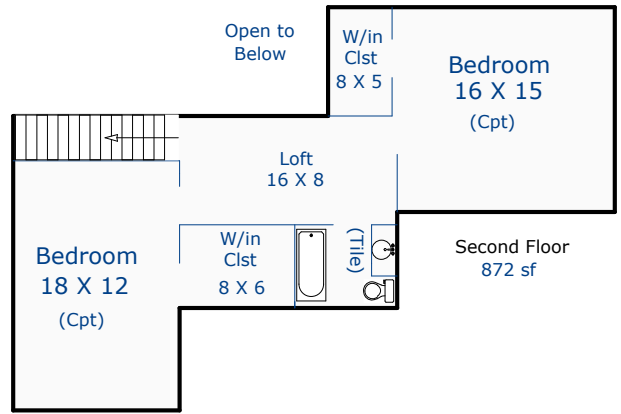 Open to
Below
W/in
Clst
8 X 5
Bedroom
16 X 15
(Cpt)
Loft
16 X 8
Bedroom
18 X 12
(Cpt)
W/in
Clst
8 X 6
(Tile)
Second Floor
872 sf